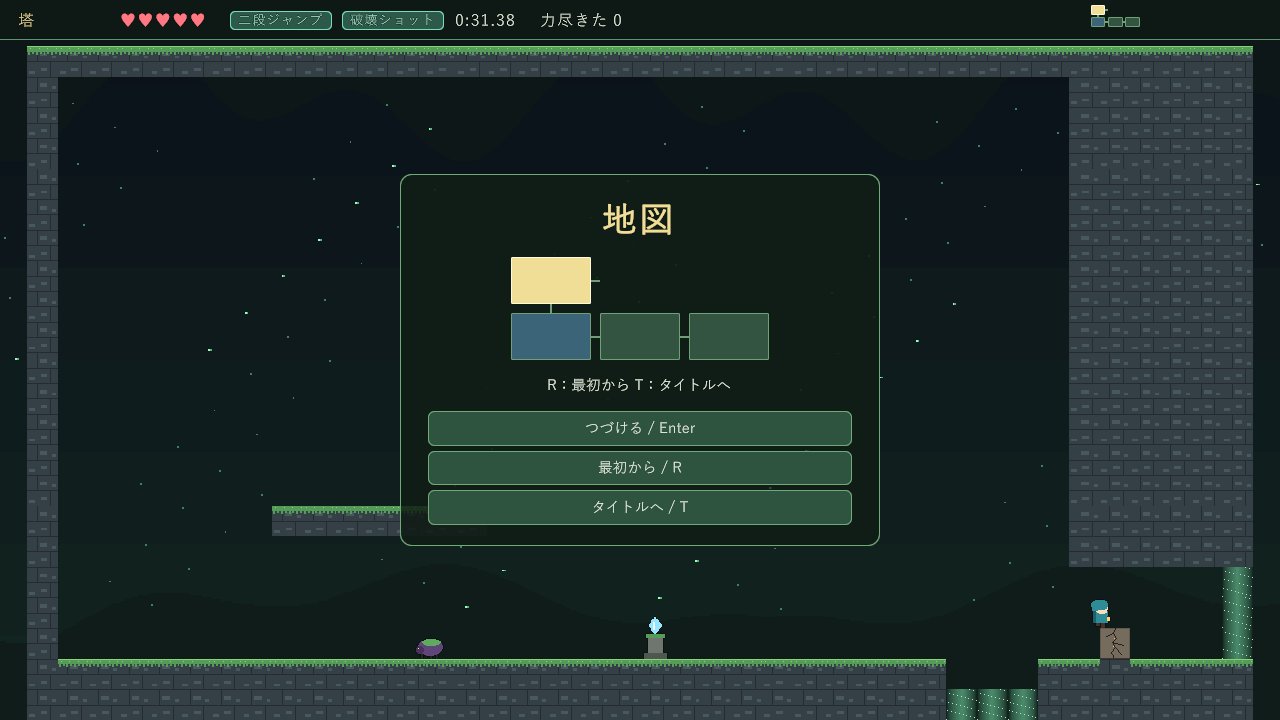 塔 ♥♥♥♥♥ 二段ジャンプ 破壊ショット 0:31.38 力尽きた 0
地図
R：最初から T：タイトルへ
つづける / Enter
最初から / R
タイトルへ / T